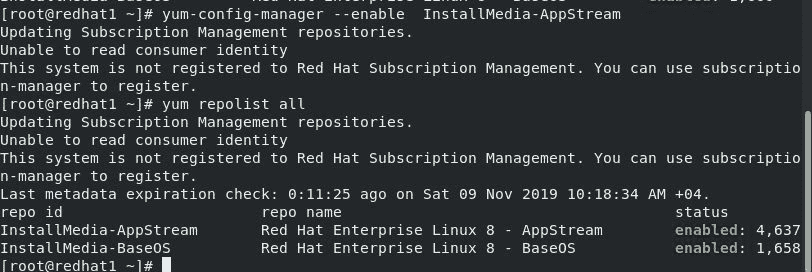 [root@redhat1 ~]# yum-config-manager --enable  InstallMedia-AppStream
Updating Subscription Management repositories.
Unable to read consumer identity
This system is not registered to Red Hat Subscription Management. You can use subscriptio
n-manager to register.
[root@redhat1 ~]# yum repolist all
Updating Subscription Management repositories.
Unable to read consumer identity
This system is not registered to Red Hat Subscription Management. You can use subscriptio
n-manager to register.
Last metadata expiration check: 0:11:25 ago on Sat 09 Nov 2019 10:18:34 AM +04.
repo id                      repo name                                     status
InstallMedia-AppStream       Red Hat Enterprise Linux 8 - AppStream        enabled: 4,637
InstallMedia-BaseOS          Red Hat Enterprise Linux 8 - BaseOS           enabled: 1,658
[root@redhat1 ~]#